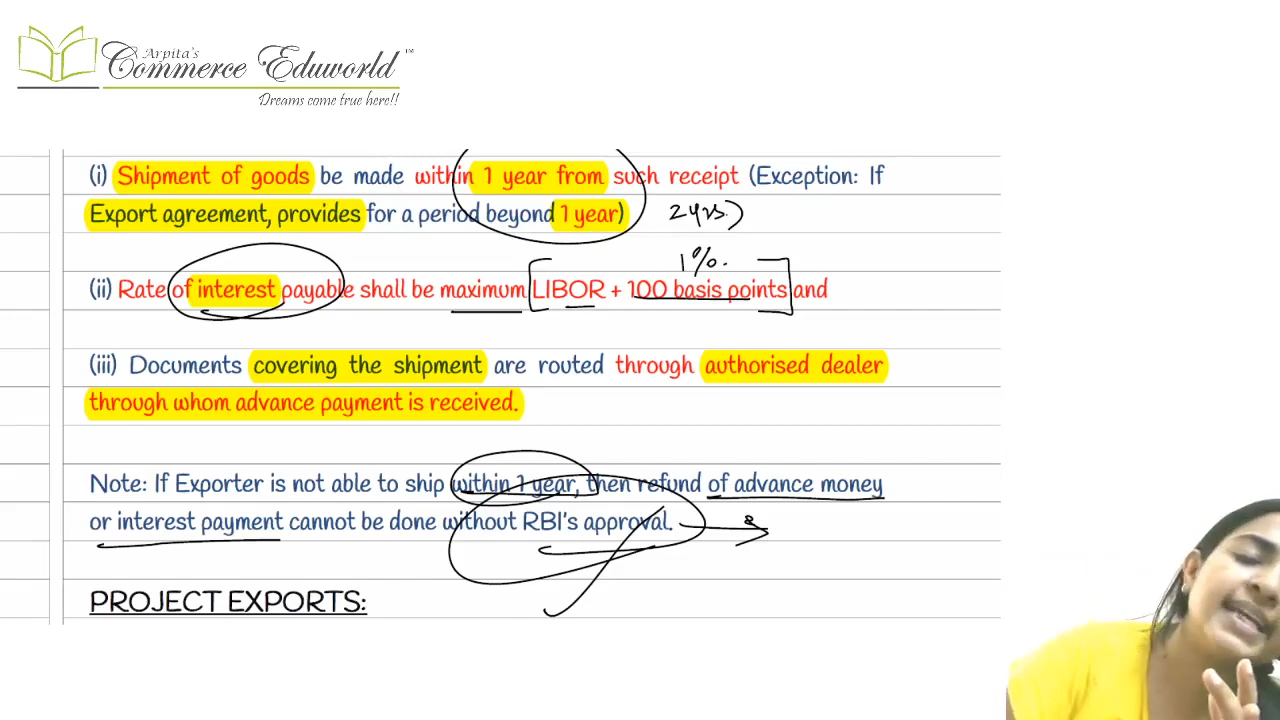 Arpita's
Commerce Eduworld™
Dreams come true here!!
(i) Shipment of goods be made within 1 year from such receipt (Exception: If
Export agreement, provides for a period beyond 1 year) 2 yrs.)
1%.
(ii) Rate of interest payable shall be maximum [LIBOR + 100 basis points] and
(iii) Documents covering the shipment are routed through authorised dealer
through whom advance payment is received.
Note: If Exporter is not able to ship within 1 year, then refund of advance money
or interest payment cannot be done without RBI's approval.
PROJECT EXPORTS: